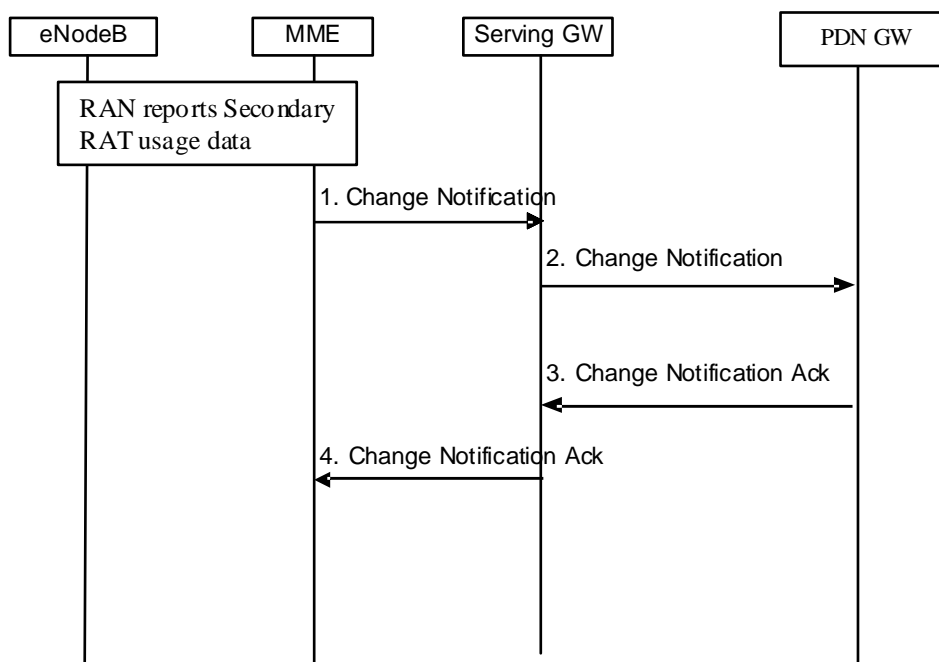 eNodeB
MME
Serving GW
PDN GW
RAN reports Secondary
RAT usage data
1. Change Notification
2. Change Notification
3. Change Notification Ack
4. Change Notification Ack